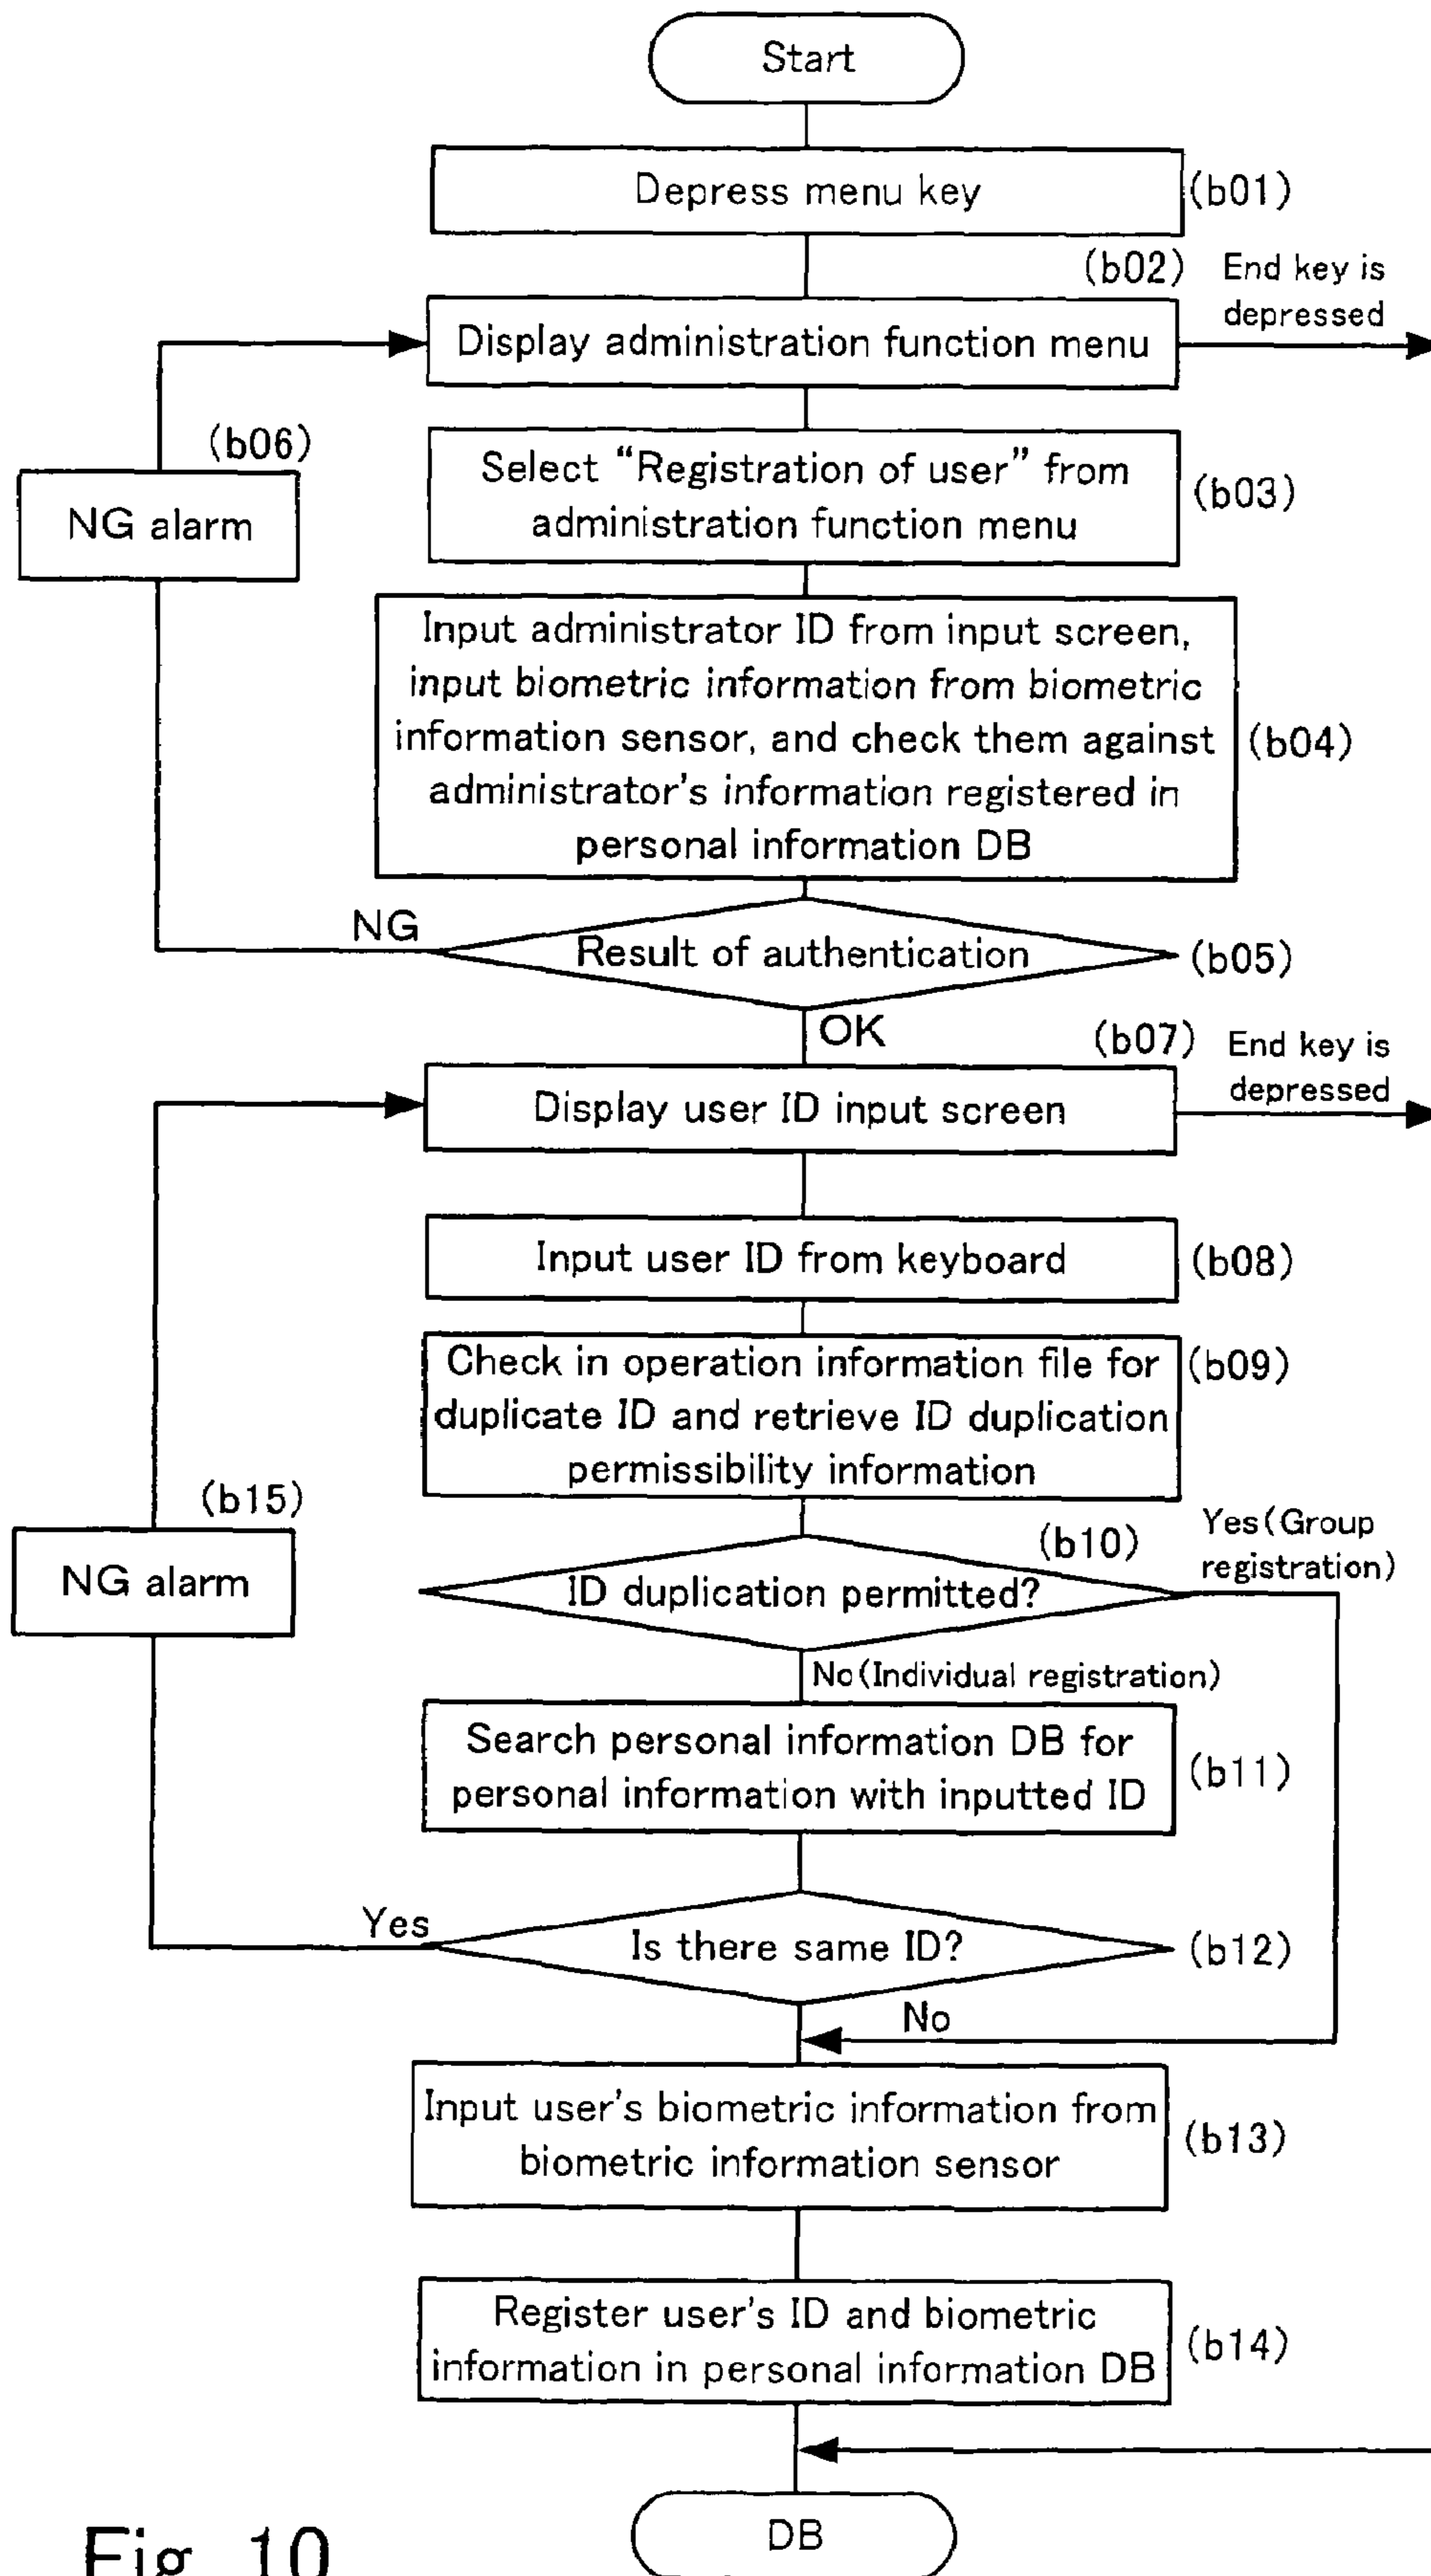 Start
Depress menu key
(b01)
(b02)
End key is
depressed
Display administration function menu
(b06)
NG alarm
Select “Registration of user” from
administration function menu
(b03)
Input administrator ID from input screen,
input biometric information from biometric
information sensor, and check them against
administrator's information registered in
personal information DB
(b04)
NG
Result of authentication
(b05)
OK
(b07)
End key is
depressed
Display user ID input screen
Input user ID from keyboard
(b08)
Check in operation information file for
duplicate ID and retrieve ID duplication
permissibility information
(b09)
(b15)
NG alarm
(b10)
Yes(Group
registration)
ID duplication permitted?
No(Individual registration)
Search personal information DB for
personal information with inputted ID
(b11)
Yes
Is there same ID?
(b12)
No
Input user's biometric information from
biometric information sensor
(b13)
Register user's ID and biometric
information in personal information DB
(b14)
DB
Fig. 10